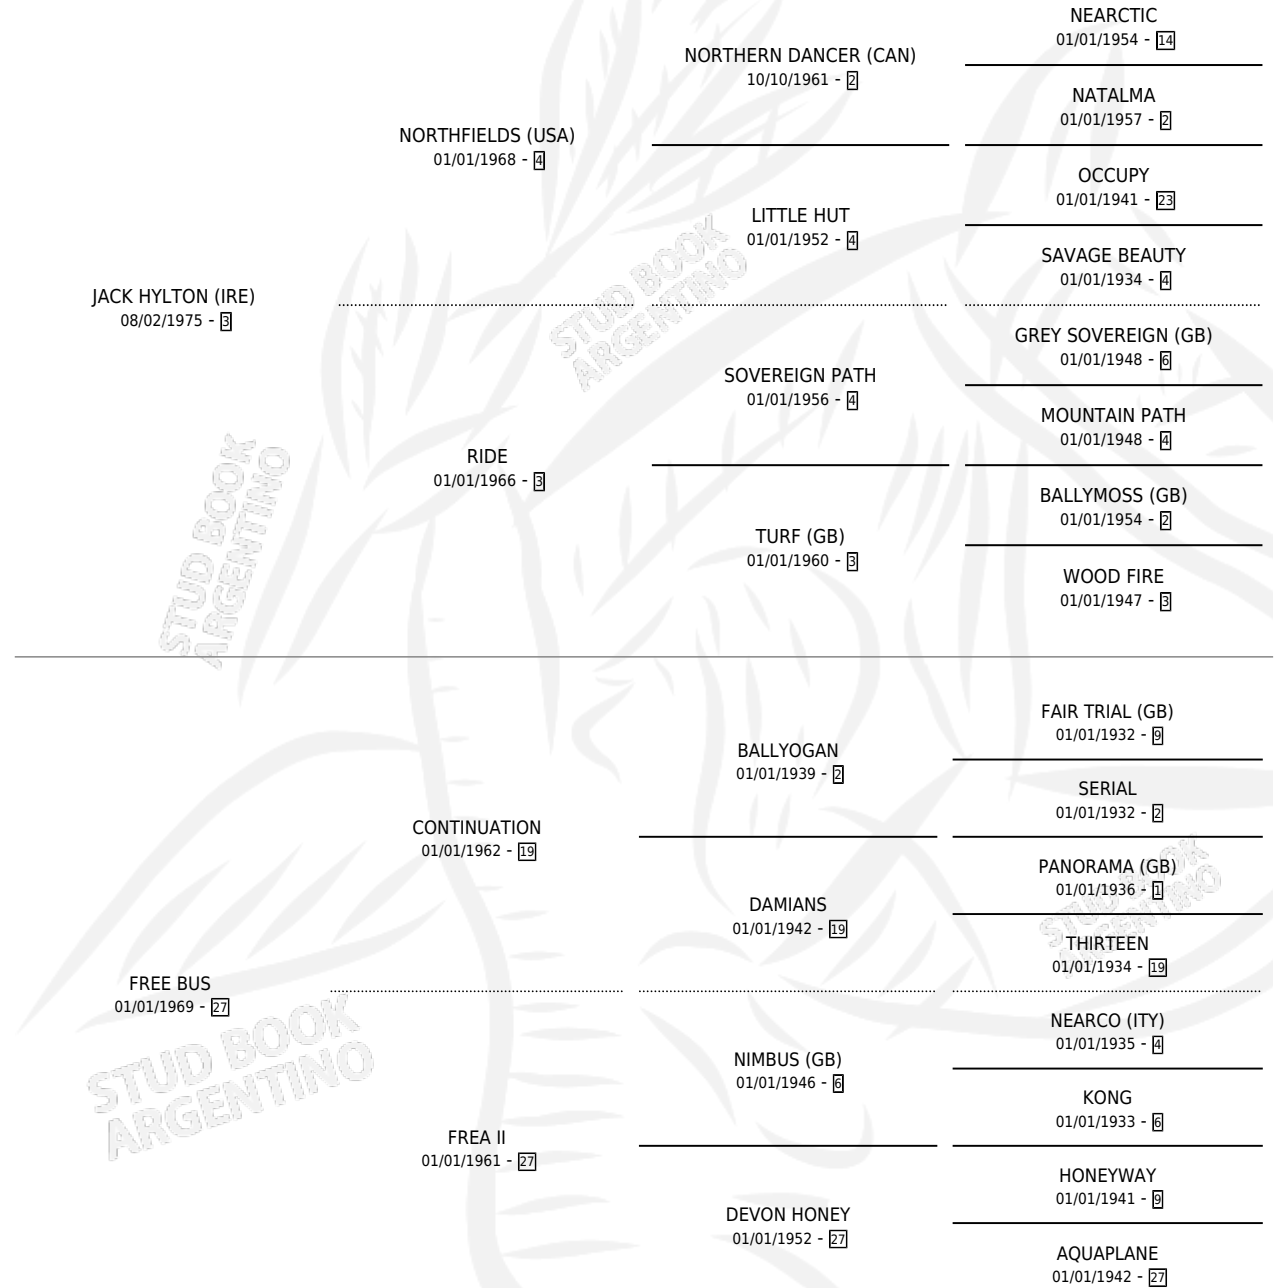 NEARCTIC
01/01/1954 - 14
NORTHERN DANCER (CAN)
10/10/1961 - 2
NATALMA
01/01/1957 - 2
NORTHFIELDS (USA)
01/01/1968 - 4
OCCUPY
01/01/1941 - 23
LITTLE HUT
01/01/1952 - 4
SAVAGE BEAUTY
01/01/1934 - 4
JACK HYLTON (IRE)
08/02/1975 - 3
GREY SOVEREIGN (GB)
01/01/1948 - 6
SOVEREIGN PATH
01/01/1956 - 4
MOUNTAIN PATH
01/01/1948 - 4
RIDE
01/01/1966 - 3
BALLYMOSS (GB)
01/01/1954 - 2
TURF (GB)
01/01/1960 - 3
WOOD FIRE
01/01/1947 - 3
FAIR TRIAL (GB)
01/01/1932 - 9
BALLYOGAN
01/01/1939 - 2
SERIAL
01/01/1932 - 2
CONTINUATION
01/01/1962 - 19
PANORAMA (GB)
01/01/1936 - 1
DAMIANS
01/01/1942 - 19
THIRTEEN
01/01/1934 - 19
FREE BUS
01/01/1969 - 27
NEARCO (ITY)
01/01/1935 - 4
NIMBUS (GB)
01/01/1946 - 6
KONG
01/01/1933 - 6
FREA II
01/01/1961 - 27
HONEYWAY
01/01/1941 - 9
DEVON HONEY
01/01/1952 - 27
AQUAPLANE
01/01/1942 - 27
STUD BOOK
ARGENTINO
STUD BOOK
ARGENTINO
STUD BOOK
ARGENTINO
STUD BOOK
ARGENTINO